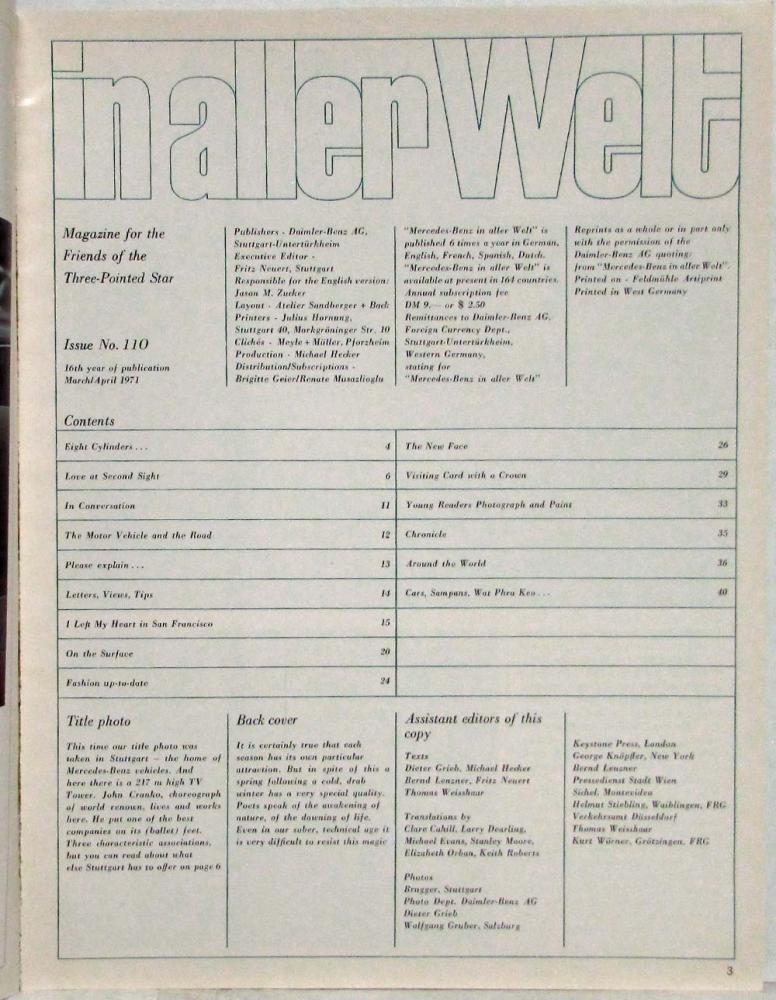 in aller Welt
Magazine for the
Friends of the
Three-Pointed Star
Issue No. 110
16th year of publication
March/April 1971
Publishers - Daimler-Benz AG,
Stuttgart-Untertürkheim
Executive Editor -
Fritz Neuert, Stuttgart
Responsible for the English version:
Jason M. Zucker
Layout - Atelier Sandberger + Back
Printers - Julius Hornung,
Stuttgart 40, Markgröninger Str. 10
Clichés - Meyle + Müller, Pforzheim
Production - Michael Hecker
Distribution/Subscriptions -
Brigitte Geier/Renate Musazlioglu
"Mercedes-Benz in aller Welt" is
published 6 times a year in German,
English, French, Spanish, Dutch.
"Mercedes-Benz in aller Welt" is
available at present in 164 countries.
Annual subscription fee
DM 9.— or $ 2.50
Remittances to Daimler-Benz AG,
Foreign Currency Dept.,
Stuttgart-Untertürkheim,
Western Germany,
stating for
"Mercedes-Benz in aller Welt"
Reprints as a whole or in part only
with the permission of the
Daimler-Benz AG quoting:
from "Mercedes-Benz in aller Welt".
Printed on - Feldmühle Artiprint
Printed in West Germany
Contents
Eight Cylinders . . . 4
Love at Second Sight 6
In Conversation 11
The Motor Vehicle and the Road 12
Please explain . . . 13
Letters, Views, Tips 14
I Left My Heart in San Francisco 15
On the Surface 20
Fashion up-to-date 24
The New Face 26
Visiting Card with a Crown 29
Young Readers Photograph and Paint 33
Chronicle 35
Around the World 36
Cars, Sampans, Wat Phra Keo . . . 40
Title photo
This time our title photo was
taken in Stuttgart — the home of
Mercedes-Benz vehicles. And
here there is a 217 m high TV
Tower. John Cranko, choreograph
of world renown, lives and works
here. He put one of the best
companies on its (ballet) feet.
Three characteristic associations,
but you can read about what
else Stuttgart has to offer on page 6
Back cover
It is certainly true that each
season has its own particular
attraction. But in spite of this a
spring following a cold, drab
winter has a very special quality.
Poets speak of the awakening of
nature, of the dawning of life.
Even in our sober, technical age it
is very difficult to resist this magic
Assistant editors of this
copy
Texts
Dieter Grieb, Michael Hecker
Bernd Lenzner, Fritz Neuert
Thomas Weisshaar
Translations by
Clare Cahill, Larry Dearling,
Michael Evans, Stanley Moore,
Elizabeth Orban, Keith Roberts
Photos
Brugger, Stuttgart
Photo Dept. Daimler-Benz AG
Dieter Grieb
Wolfgang Gruber, Salzburg
Keystone Press, London
George Knöpfler, New York
Bernd Lenzner
Pressedienst Stadt Wien
Sichel, Montevideo
Helmut Stiebling, Waiblingen, FRG
Verkehrsamt Düsseldorf
Thomas Weisshaar
Kurt Wörner, Grötzingen, FRG
3